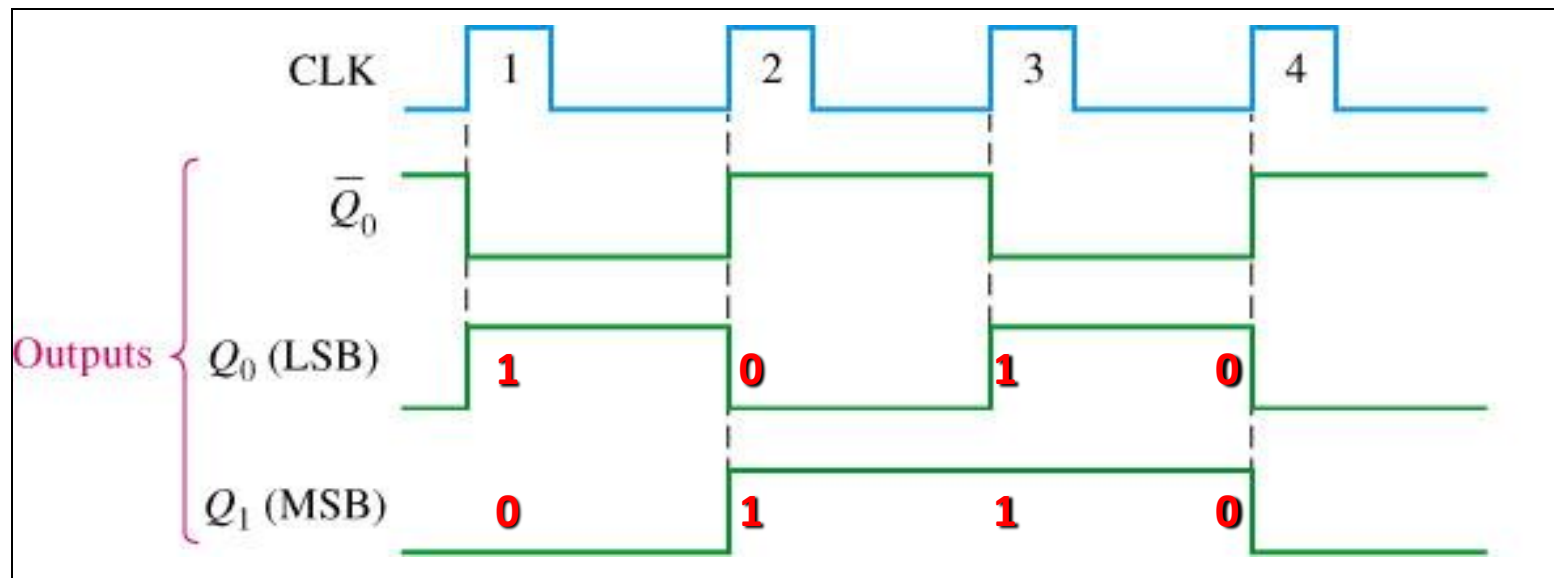 CLK 1 2 3 4
Q̅₀
Outputs Q₀ (LSB) 1 0 1 0
Q₁ (MSB) 0 1 1 0